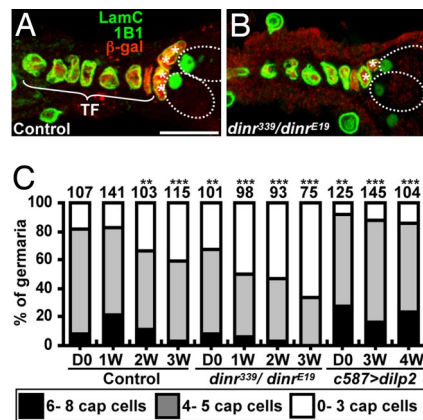 A
LamC
1B1
β-gal
TF
Control
B
dinr339/dinrE19
C
** *** ** *** *** *** ** *** ***
107 141 103 115 101 98 93 75 125 145 104
% of germaria
100
80
60
40
20
0
D0 1W 2W 3W D0 1W 2W 3W D0 3W 4W
Control dinr339/ dinrE19 c587>dilp2
6- 8 cap cells 4- 5 cap cells 0- 3 cap cells